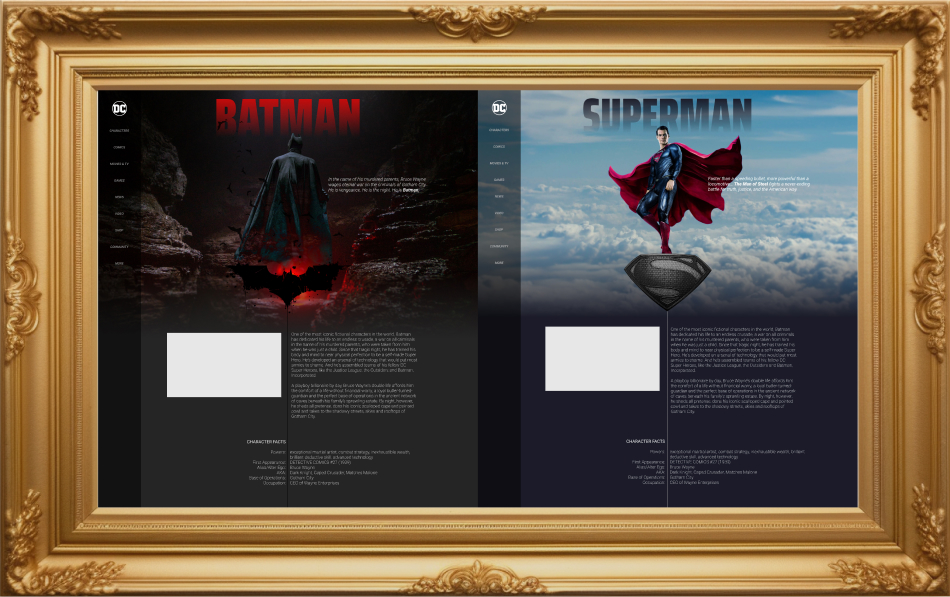 DC
BATMAN
CHARACTERS
COMICS
MOVIES & TV
GAMES
NEWS
VIDEO
SHOP
COMMUNITY
MORE
In the name of his murdered parents, Bruce Wayne
wages eternal war on the criminals of Gotham City.
He is vengeance. He is the night. He is Batman.
One of the most iconic fictional characters in the world, Batman
has dedicated his life to an endless crusade, a war on all criminals
in the name of his murdered parents, who were taken from him
when he was just a child. Since that tragic night, he has trained his
body and mind to near physical perfection to be a self-made Super
Hero. He's developed an arsenal of technology that would put most
armies to shame. And he's assembled teams of his fellow DC
Super Heroes, like the Justice League, the Outsiders and Batman,
Incorporated.
A playboy billionaire by day, Bruce Wayne's double life affords him
the comfort of a life without financial worry, a loyal butler-turned-
guardian and the perfect base of operations in the ancient network
of caves beneath his family's sprawling estate. By night, however,
he sheds all pretense, dons his iconic scalloped cape and pointed
cowl and takes to the shadowy streets, skies and rooftops of
Gotham City.
CHARACTER FACTS
Powers: exceptional martial artist, combat strategy, inexhaustible wealth,
brilliant deductive skill, advanced technology
First Appearance: DETECTIVE COMICS #27 (1939)
Alias/Alter Ego: Bruce Wayne
AKA: Dark Knight, Caped Crusader, Matches Malone
Base of Operations: Gotham City
Occupation: CEO of Wayne Enterprises
DC
SUPERMAN
CHARACTERS
COMICS
MOVIES & TV
GAMES
NEWS
VIDEO
SHOP
COMMUNITY
MORE
Faster than a speeding bullet, more powerful than a
locomotive... The Man of Steel fights a never-ending
battle for truth, justice, and the American way.
One of the most iconic fictional characters in the world, Batman
has dedicated his life to an endless crusade, a war on all criminals
in the name of his murdered parents, who were taken from him
when he was just a child. Since that tragic night, he has trained his
body and mind to near physical perfection to be a self-made Super
Hero. He's developed an arsenal of technology that would put most
armies to shame. And he's assembled teams of his fellow DC
Super Heroes, like the Justice League, the Outsiders and Batman,
Incorporated.
A playboy billionaire by day, Bruce Wayne's double life affords him
the comfort of a life without financial worry, a loyal butler-turned-
guardian and the perfect base of operations in the ancient network
of caves beneath his family's sprawling estate. By night, however,
he sheds all pretense, dons his iconic scalloped cape and pointed
cowl and takes to the shadowy streets, skies and rooftops of
Gotham City.
CHARACTER FACTS
Powers: exceptional martial artist, combat strategy, inexhaustible wealth, brilliant
deductive skill, advanced technology
First Appearance: DETECTIVE COMICS #27 (1939)
Alias/Alter Ego: Bruce Wayne
AKA: Dark Knight, Caped Crusader, Matches Malone
Base of Operations: Gotham City
Occupation: CEO of Wayne Enterprises